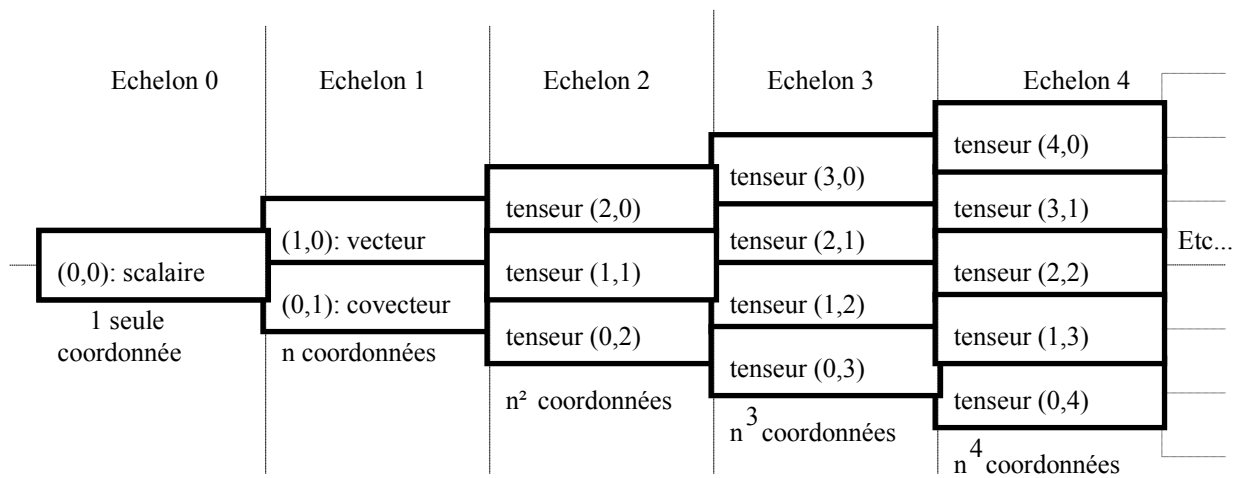 Echelon 0
Echelon 1
Echelon 2
Echelon 3
Echelon 4
(0,0): scalaire
1 seule
coordonnée
(1,0): vecteur
(0,1): covecteur
n coordonnées
tenseur (2,0)
tenseur (1,1)
tenseur (0,2)
n² coordonnées
tenseur (3,0)
tenseur (2,1)
tenseur (1,2)
tenseur (0,3)
n³ coordonnées
tenseur (4,0)
tenseur (3,1)
tenseur (2,2)
tenseur (1,3)
tenseur (0,4)
n⁴ coordonnées
Etc...